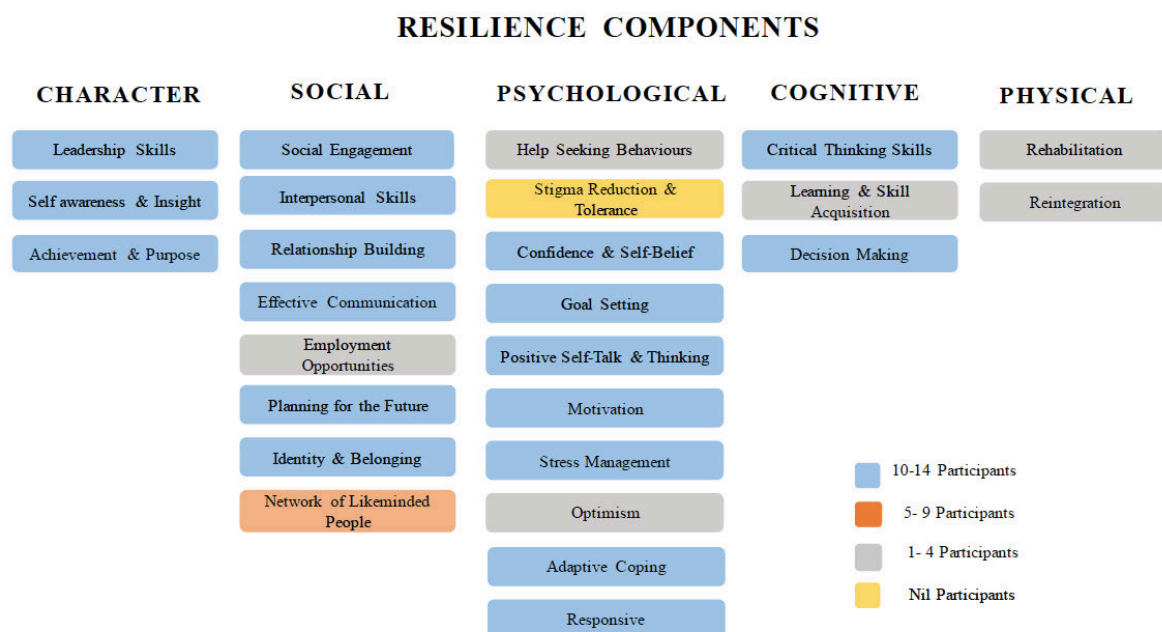 RESILIENCE COMPONENTS
CHARACTER
Leadership Skills
Self awareness & Insight
Achievement & Purpose
SOCIAL
Social Engagement
Interpersonal Skills
Relationship Building
Effective Communication
Employment
Opportunities
Planning for the Future
Identity & Belonging
Network of Likeminded
People
PSYCHOLOGICAL
Help Seeking Behaviours
Stigma Reduction &
Tolerance
Confidence & Self-Belief
Goal Setting
Positive Self-Talk & Thinking
Motivation
Stress Management
Optimism
Adaptive Coping
Responsive
COGNITIVE
Critical Thinking Skills
Learning & Skill
Acquisition
Decision Making
PHYSICAL
Rehabilitation
Reintegration
10-14 Participants
5- 9 Participants
1- 4 Participants
Nil Participants